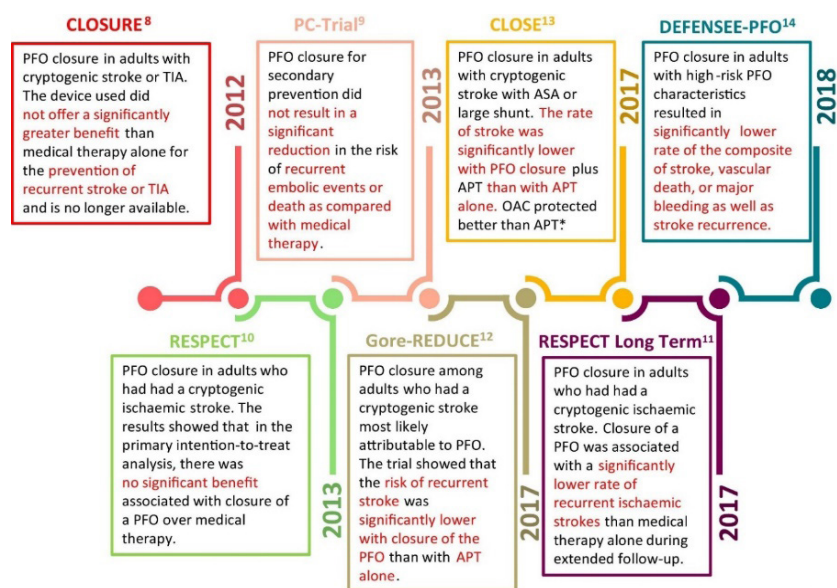 CLOSURE8
PFO closure in adults with
cryptogenic stroke or TIA.
The device used did
not offer a significantly
greater benefit than
medical therapy alone for
the prevention of
recurrent stroke or TIA
and is no longer available.
2012
PC-Trial9
PFO closure for
secondary
prevention did
not result in a
significant
reduction in the risk
of recurrent
embolic events or
death as compared
with medical
therapy.
2013
CLOSE13
PFO closure in adults
with cryptogenic
stroke with ASA or
large shunt. The rate
of stroke was
significantly lower
with PFO closure plus
APT than with APT
alone. OAC protected
better than APT.*
2017
DEFENSEE-PFO14
PFO closure in adults
with high-risk PFO
characteristics
resulted in
significantly lower
rate of the composite
of stroke, vascular
death, or major
bleeding as well as
stroke recurrence.
2018
RESPECT10
PFO closure in adults who
had had a cryptogenic
ischaemic stroke. The
results showed that in the
primary intention-to-treat
analysis, there was
no significant benefit
associated with closure of
a PFO over medical
therapy.
2013
Gore-REDUCE12
PFO closure among
adults who had a
cryptogenic stroke
most likely
attributable to PFO.
The trial showed that
the risk of recurrent
stroke was
significantly lower
with closure of the
PFO than with APT
alone.
2017
RESPECT Long Term11
PFO closure in adults
who had had a
cryptogenic ischaemic
stroke. Closure of a
PFO was associated
with a significantly
lower rate of
recurrent ischaemic
strokes than medical
therapy alone during
extended follow-up.
2017